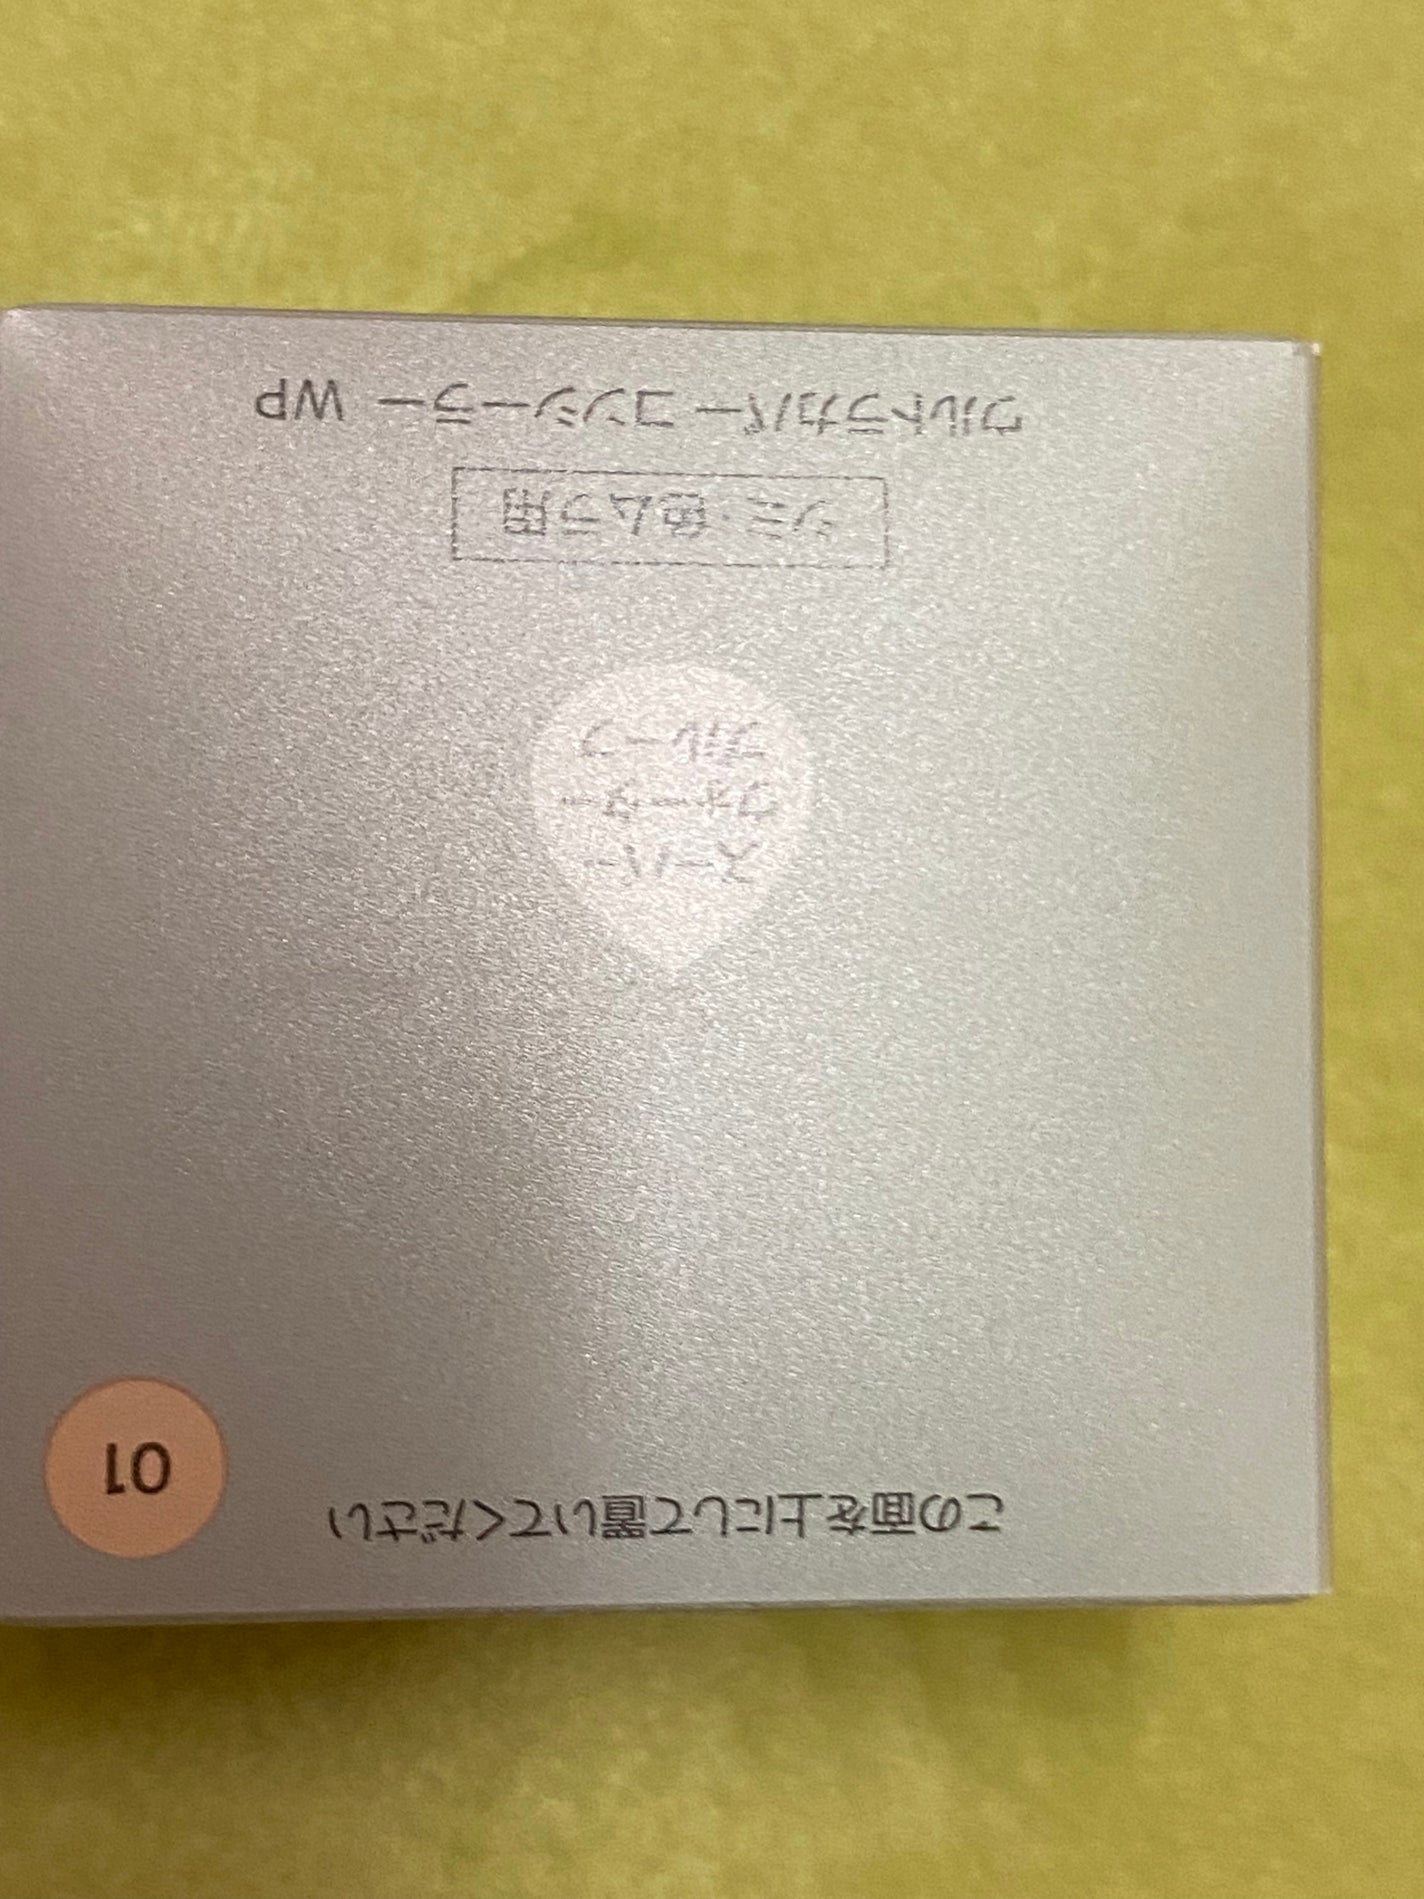 この面を上にして置いてください
01
スーパー
ウォーター
プルーフ
シミ・色ムラ用
ウルトラカバー コンシーラー WP